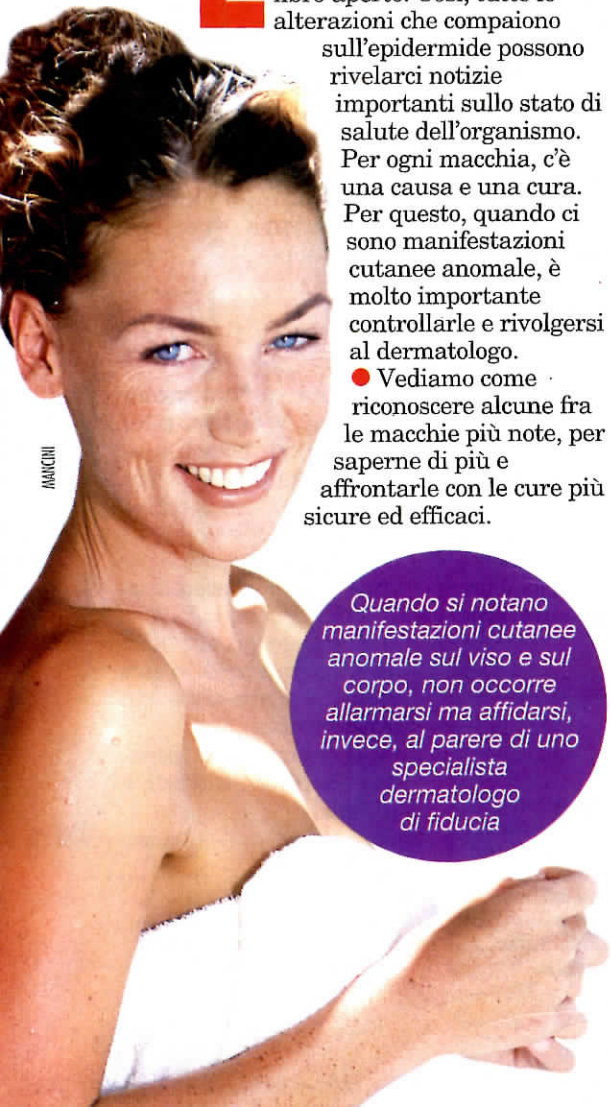 alterazioni che compaiono
sull'epidermide possono
rivelarci notizie
importanti sullo stato di
salute dell'organismo.
Per ogni macchia, c'è
una causa e una cura.
Per questo, quando ci
sono manifestazioni
cutanee anomale, è
molto importante
controllarle e rivolgersi
al dermatologo.
● Vediamo come
riconoscere alcune fra
le macchie più note, per
saperne di più e
affrontarle con le cure più
sicure ed efficaci.
MANCINI
Quando si notano
manifestazioni cutanee
anomale sul viso e sul
corpo, non occorre
allarmarsi ma affidarsi,
invece, al parere di uno
specialista
dermatologo
di fiducia